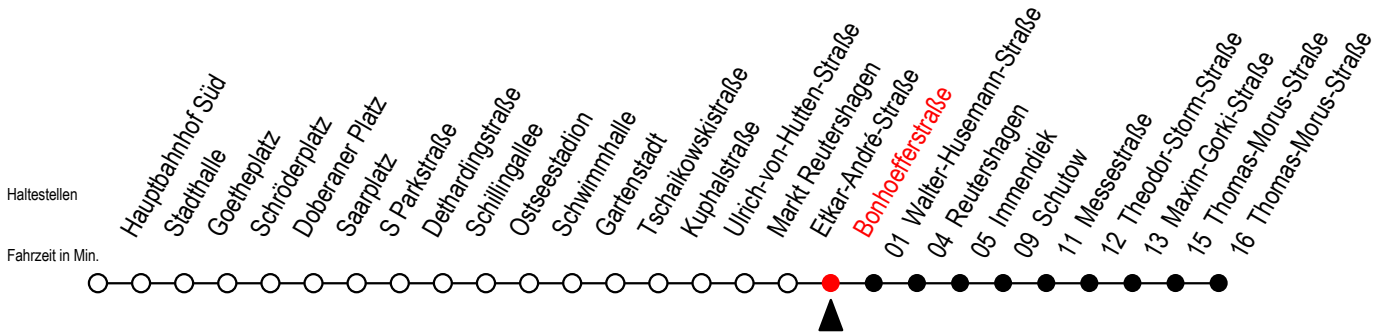 Haltestellen
Fahrzeit in Min.
Hauptbahnhof Süd
Stadthalle
Goetheplatz
Schröderplatz
Doberaner Platz
Saarplatz
S Parkstraße
Dethardingstraße
Schillingallee
Ostseestadion
Schwimmhalle
Gartenstadt
Tschaikowskistraße
Kuphalstraße
Ulrich-von-Hutten-Straße
Markt Reutershagen
Etkar-André-Straße
Bonhoefferstraße
01 Walter-Husemann-Straße
04 Reutershagen
05 Immendiek
09 Schutow
11 Messestraße
12 Theodor-Storm-Straße
13 Maxim-Gorki-Straße
15 Thomas-Morus-Straße
16 Thomas-Morus-Straße